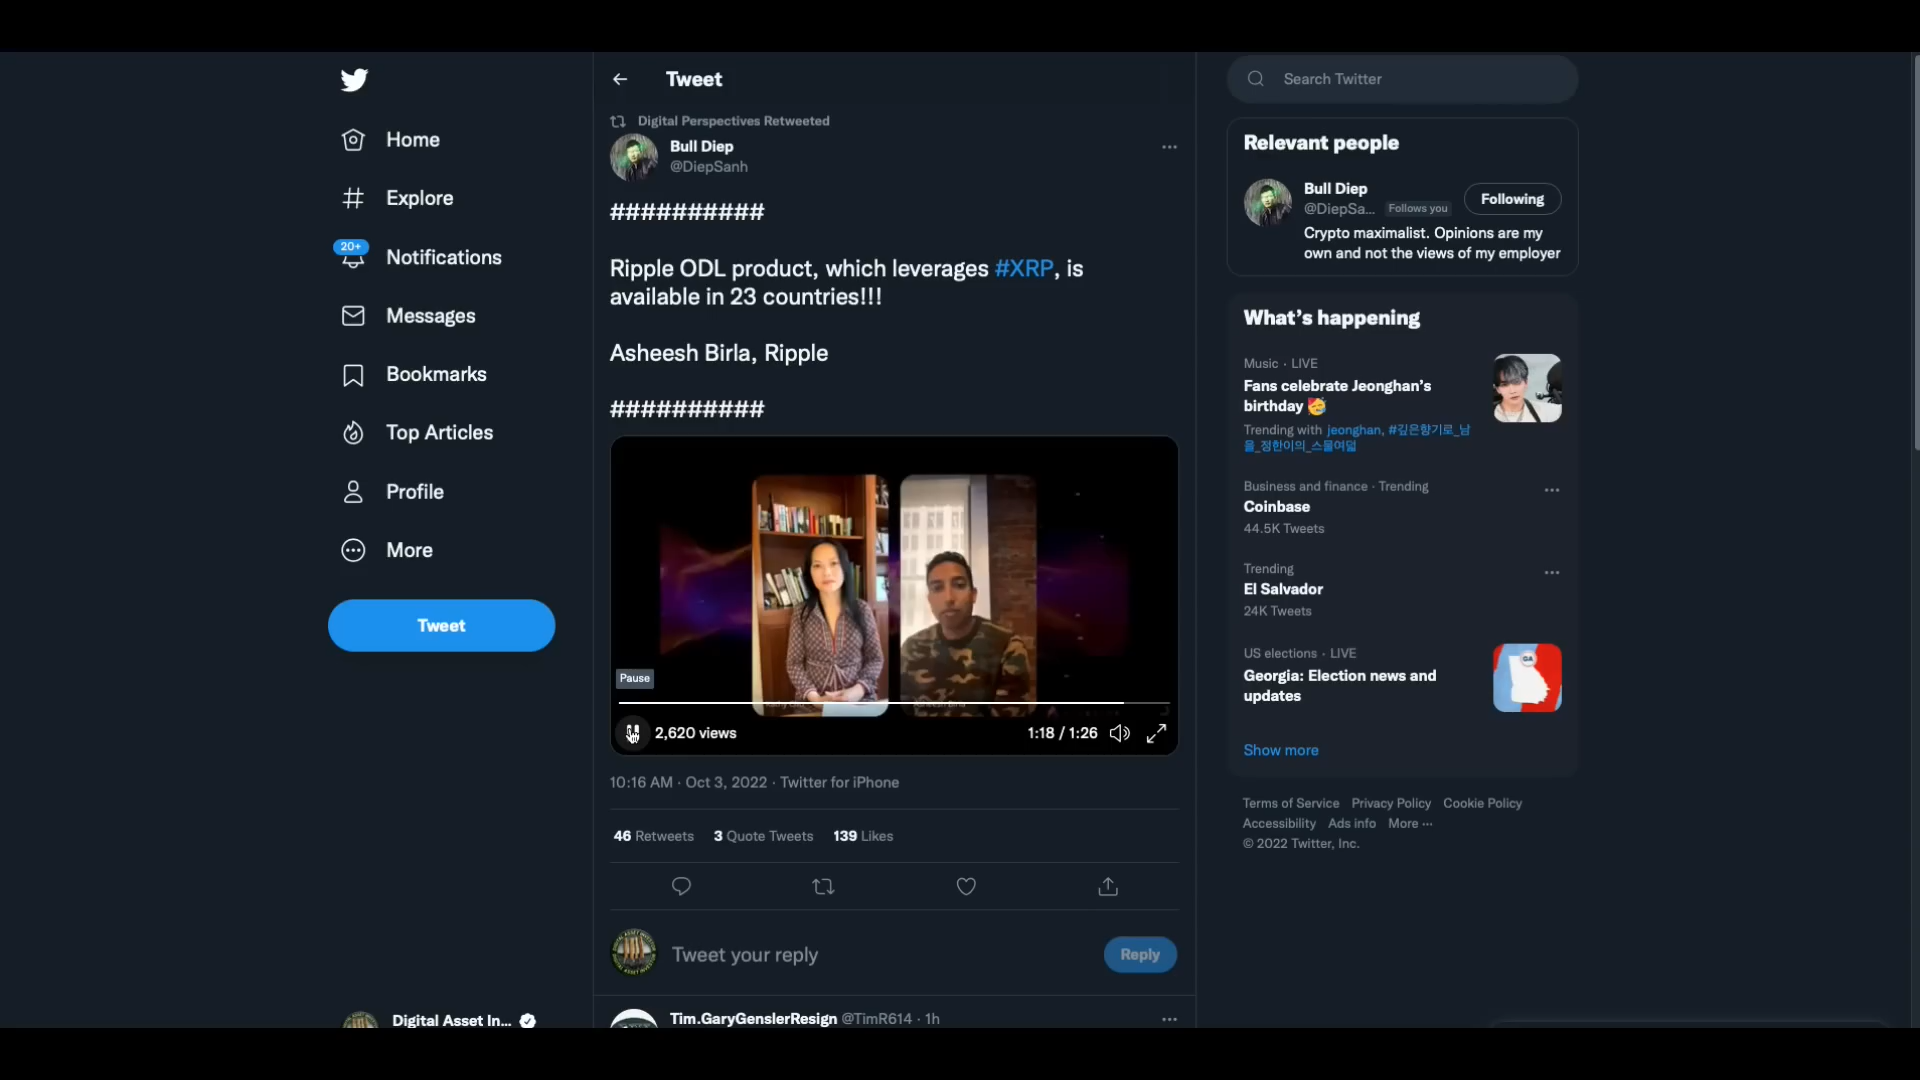 Home
Explore
20+
Notifications
Messages
Bookmarks
Top Articles
Profile
More
Tweet
Digital Asset In...
Tweet
Digital Perspectives Retweeted
Bull Diep
@DiepSanh
##########
Ripple ODL product, which leverages #XRP, is
available in 23 countries!!!
Asheesh Birla, Ripple
##########
Pause
2,620 views
1:18 / 1:26
10:16 AM · Oct 3, 2022 · Twitter for iPhone
46 Retweets 3 Quote Tweets 139 Likes
Tweet your reply
Reply
Tim.GaryGenslerResign @TimR614 · 1h
Search Twitter
Relevant people
Bull Diep
@DiepSa... Follows you
Following
Crypto maximalist. Opinions are my
own and not the views of my employer
What's happening
Music · LIVE
Fans celebrate Jeonghan's
birthday 🥳
Trending with jeonghan, #깊은향기로_남
을_정한이의_스물여덟
Business and finance · Trending
Coinbase
44.5K Tweets
Trending
El Salvador
24K Tweets
US elections · LIVE
Georgia: Election news and
updates
GA
Show more
Terms of Service Privacy Policy Cookie Policy
Accessibility Ads info More ...
© 2022 Twitter, Inc.